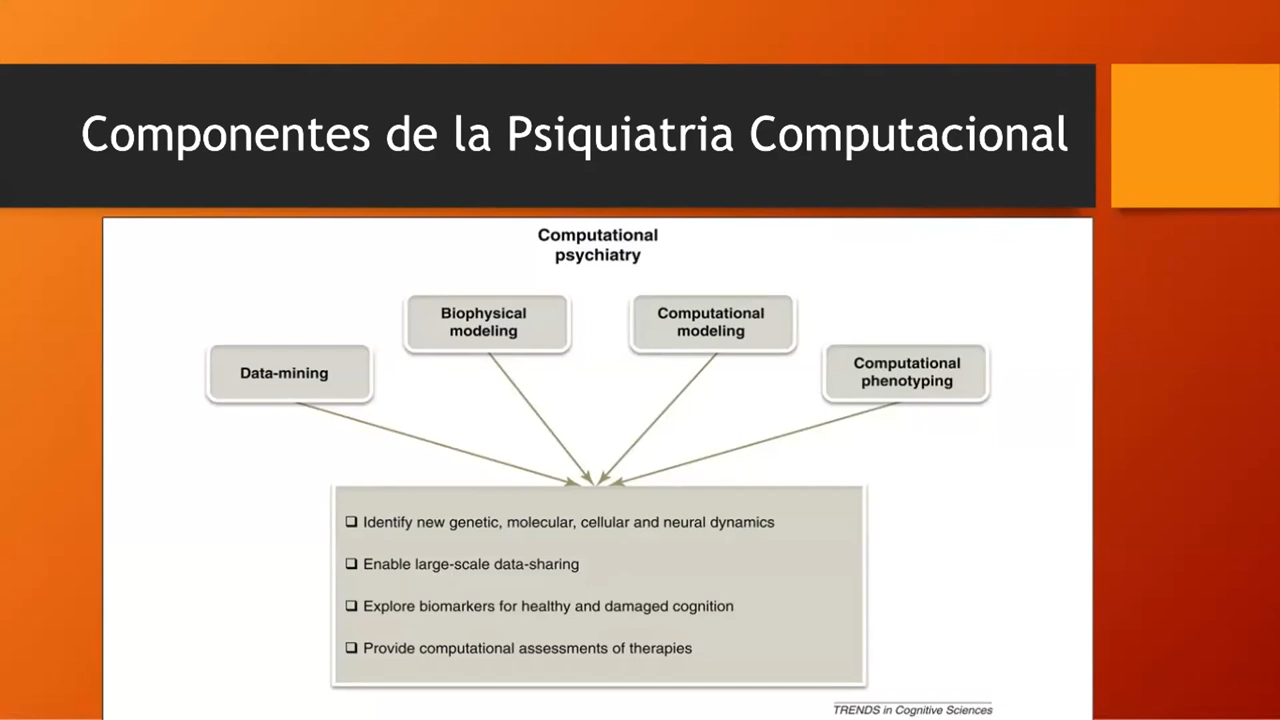 Componentes de la Psiquiatria Computacional
Computational
psychiatry
Biophysical
modeling
Computational
modeling
Data-mining
Computational
phenotyping
❑ Identify new genetic, molecular, cellular and neural dynamics
❑ Enable large-scale data-sharing
❑ Explore biomarkers for healthy and damaged cognition
❑ Provide computational assessments of therapies
TRENDS in Cognitive Sciences